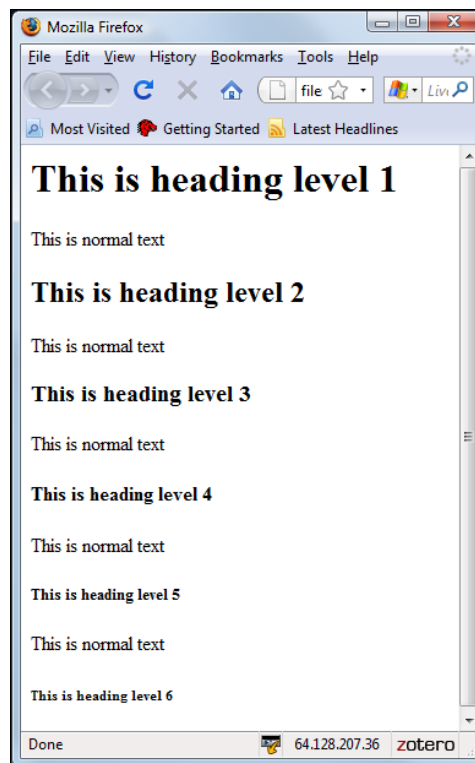 Mozilla Firefox
File Edit View History Bookmarks Tools Help
file Live
Most Visited Getting Started Latest Headlines
This is heading level 1
This is normal text
This is heading level 2
This is normal text
This is heading level 3
This is normal text
This is heading level 4
This is normal text
This is heading level 5
This is normal text
This is heading level 6
Done 64.128.207.36 zotero